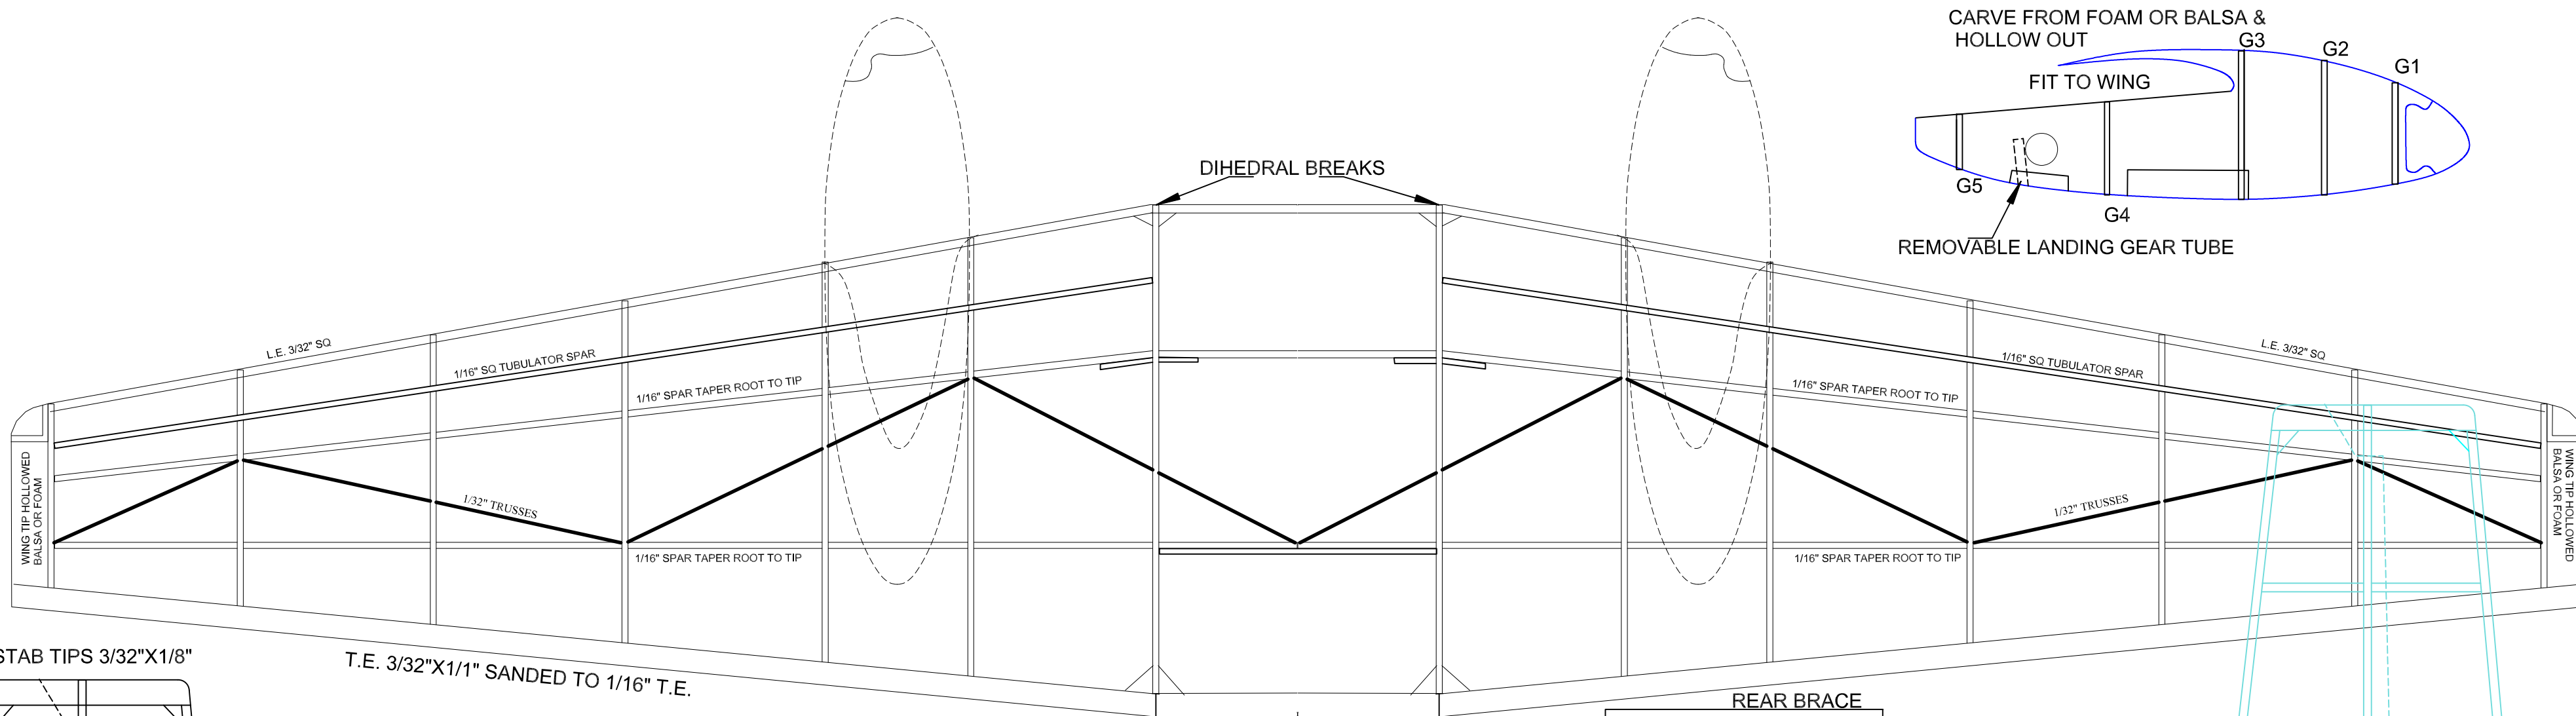 CARVE FROM FOAM OR BALSA &
HOLLOW OUT
G3
G2
G1
FIT TO WING
G5
G4
REMOVABLE LANDING GEAR TUBE
DIHEDRAL BREAKS
L.E. 3/32" SQ
1/16" SQ TUBULATOR SPAR
1/16" SPAR TAPER ROOT TO TIP
1/32" TRUSSES
1/16" SPAR TAPER ROOT TO TIP
WING TIP HOLLOWED
BALSA OR FOAM
L.E. 3/32" SQ
1/16" SQ TUBULATOR SPAR
1/16" SPAR TAPER ROOT TO TIP
1/32" TRUSSES
1/16" SPAR TAPER ROOT TO TIP
WING TIP HOLLOWED
BALSA OR FOAM
STAB TIPS 3/32"X1/8"
T.E. 3/32"X1/1" SANDED TO 1/16" T.E.
REAR BRACE